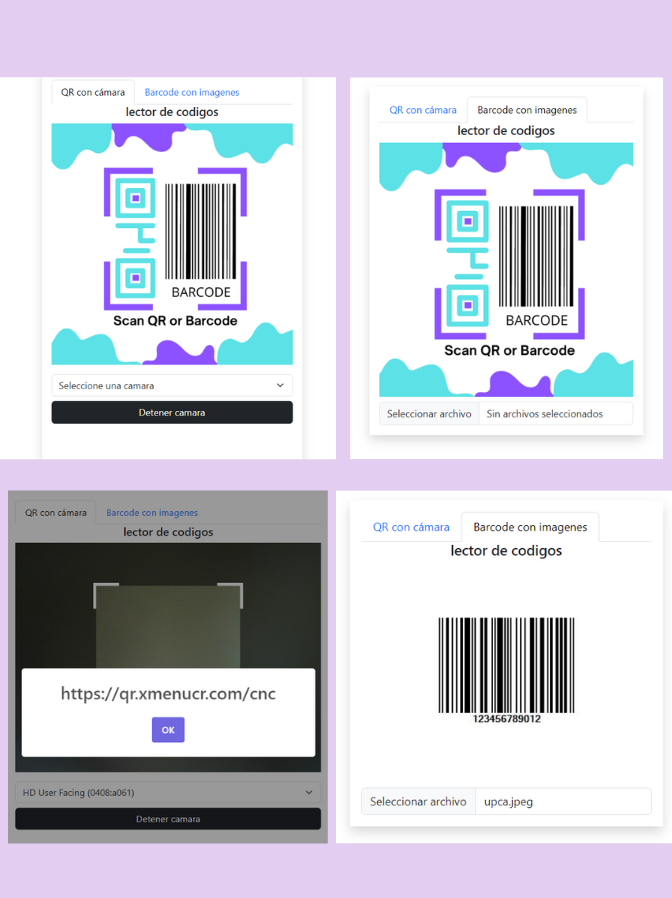 QR con cámara
Barcode con imagenes
lector de codigos
BARCODE
Scan QR or Barcode
Seleccione una camara
Detener camara
QR con cámara
Barcode con imagenes
lector de codigos
BARCODE
Scan QR or Barcode
Seleccionar archivo
Sin archivos seleccionados
QR con cámara
Barcode con imagenes
lector de codigos
https://qr.xmenucr.com/cnc
OK
HD User Facing (0408:a061)
Detener camara
QR con cámara
Barcode con imagenes
lector de codigos
123456789012
Seleccionar archivo
upca.jpeg